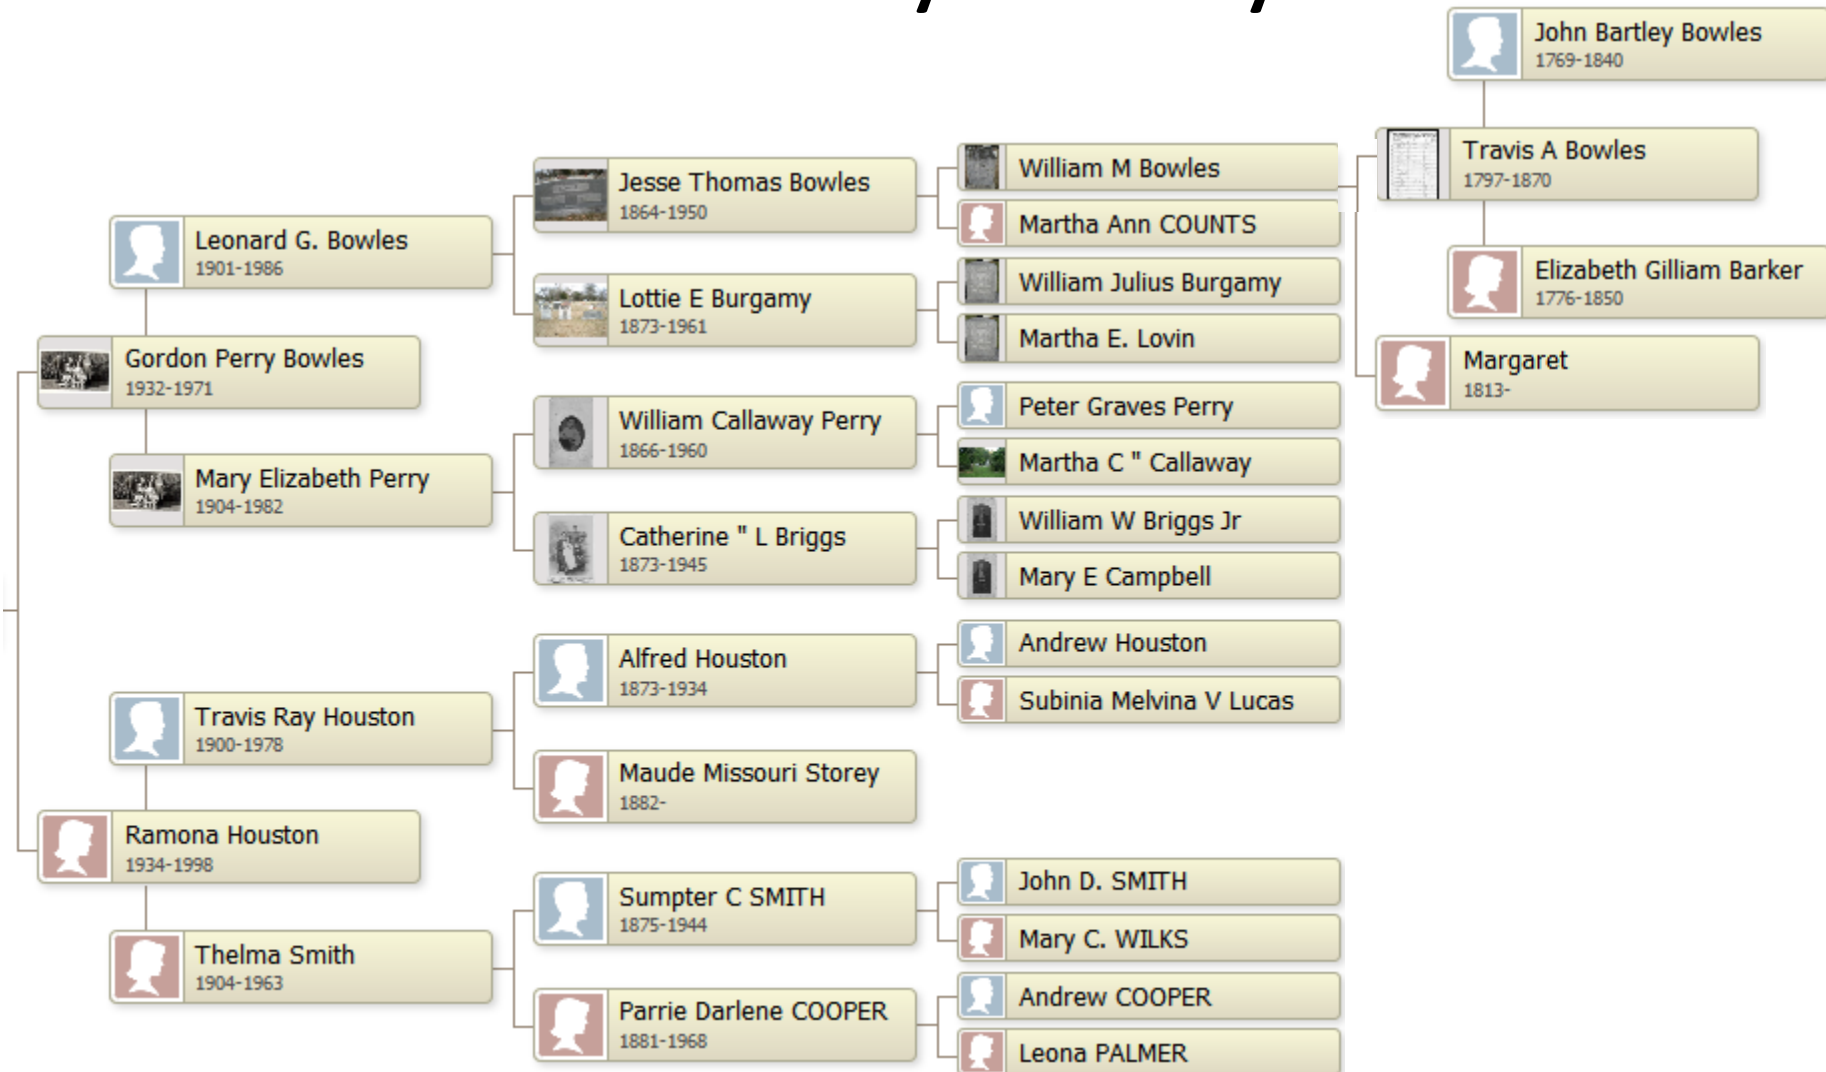 John Bartley Bowles
1769-1840
Travis A Bowles
1797-1870
Elizabeth Gilliam Barker
1776-1850
Margaret
1813-
William M Bowles
Martha Ann COUNTS
William Julius Burgamy
Martha E. Lovin
Peter Graves Perry
Martha C " Callaway
William W Briggs Jr
Mary E Campbell
Andrew Houston
Subinia Melvina V Lucas
John D. SMITH
Mary C. WILKS
Andrew COOPER
Leona PALMER
Jesse Thomas Bowles
1864-1950
Lottie E Burgamy
1873-1961
William Callaway Perry
1866-1960
Catherine " L Briggs
1873-1945
Alfred Houston
1873-1934
Maude Missouri Storey
1882-
Sumpter C SMITH
1875-1944
Parrie Darlene COOPER
1881-1968
Leonard G. Bowles
1901-1986
Gordon Perry Bowles
1932-1971
Mary Elizabeth Perry
1904-1982
Travis Ray Houston
1900-1978
Ramona Houston
1934-1998
Thelma Smith
1904-1963